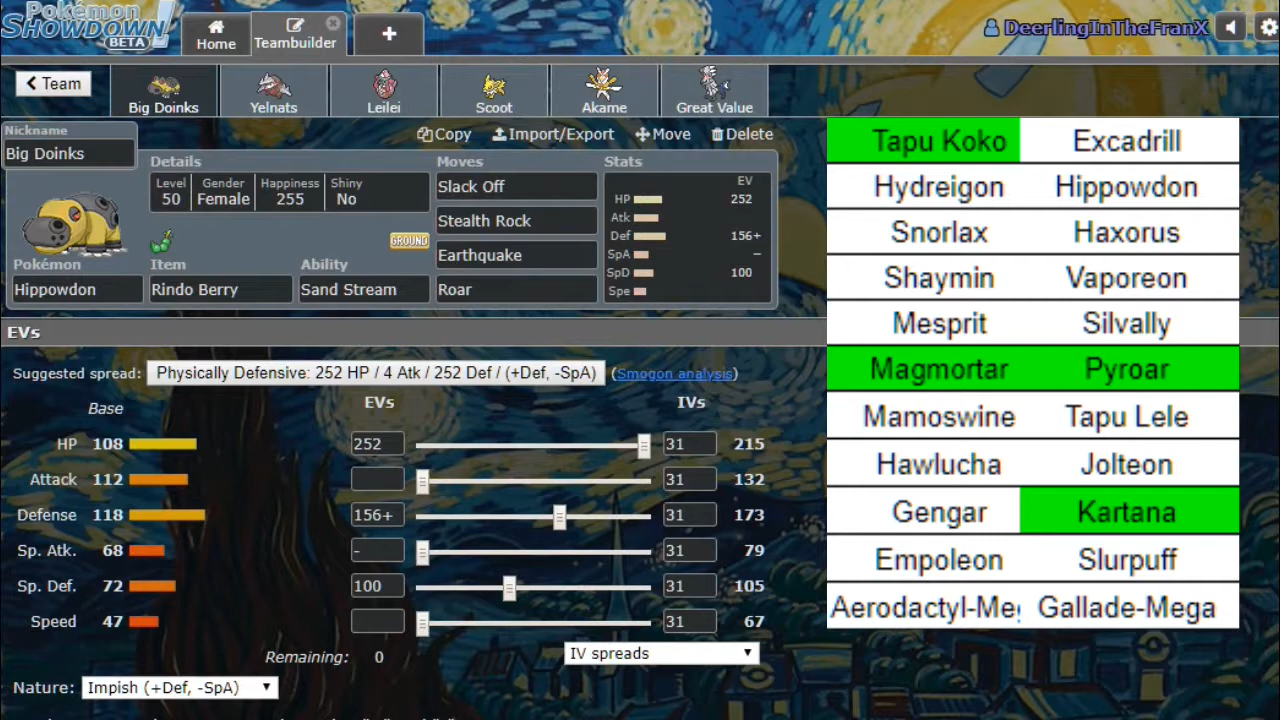 Pokémon
SHOWDOWN!
BETA
Home
Teambuilder
+
DeerlingInTheFranX
< Team
Big Doinks
Yelnats
Leilei
Scoot
Akame
Great Value
Nickname
Big Doinks
Copy
Import/Export
Move
Delete
Details
Moves
Stats
Level
50
Gender
Female
Happiness
255
Shiny
No
GROUND
Slack Off
Stealth Rock
Earthquake
Roar
EV
HP 252
Atk
Def 156+
SpA –
SpD 100
Spe
Pokémon
Hippowdon
Item
Rindo Berry
Ability
Sand Stream
EVs
Suggested spread: Physically Defensive: 252 HP / 4 Atk / 252 Def / (+Def, -SpA) (Smogon analysis)
Base EVs IVs
HP 108 252 31 215
Attack 112 31 132
Defense 118 156+ 31 173
Sp. Atk. 68 - 31 79
Sp. Def. 72 100 31 105
Speed 47 31 67
Remaining: 0
IV spreads
Nature: Impish (+Def, -SpA)
Tapu Koko Excadrill
Hydreigon Hippowdon
Snorlax Haxorus
Shaymin Vaporeon
Mesprit Silvally
Magmortar Pyroar
Mamoswine Tapu Lele
Hawlucha Jolteon
Gengar Kartana
Empoleon Slurpuff
Aerodactyl-Me Gallade-Mega